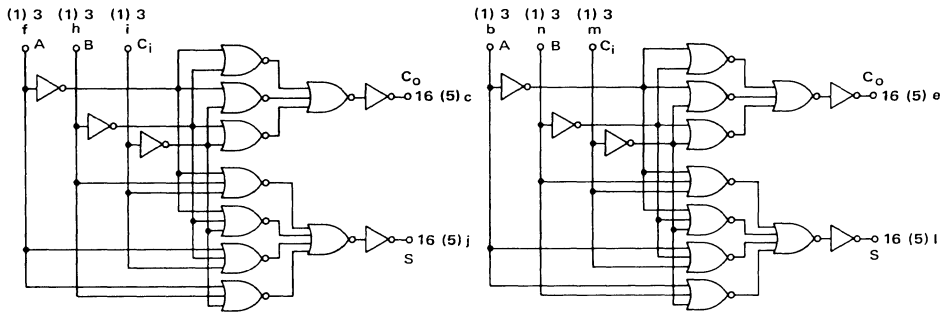 (1) 3 (1) 3 (1) 3
f h i
A B Ci
Co
16 (5) c
16 (5) j
S
(1) 3 (1) 3 (1) 3
b n m
A B Ci
Co
16 (5) e
16 (5) l
S